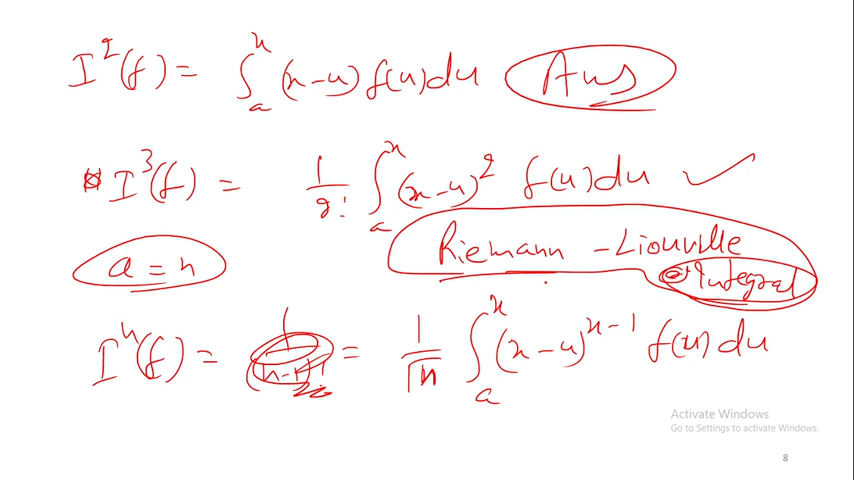 I²(f) = ∫ₐˣ (x-u) f(u) du Ans
I³(f) = 1/2! ∫ₐˣ (x-u)² f(u) du ✓
Riemann - Liouville
a = n
Integral
Iⁿ(f) = = 1/Γn ∫ₐˣ (x-u)ⁿ⁻¹ f(u) du
Activate Windows
Go to Settings to activate Windows.
8